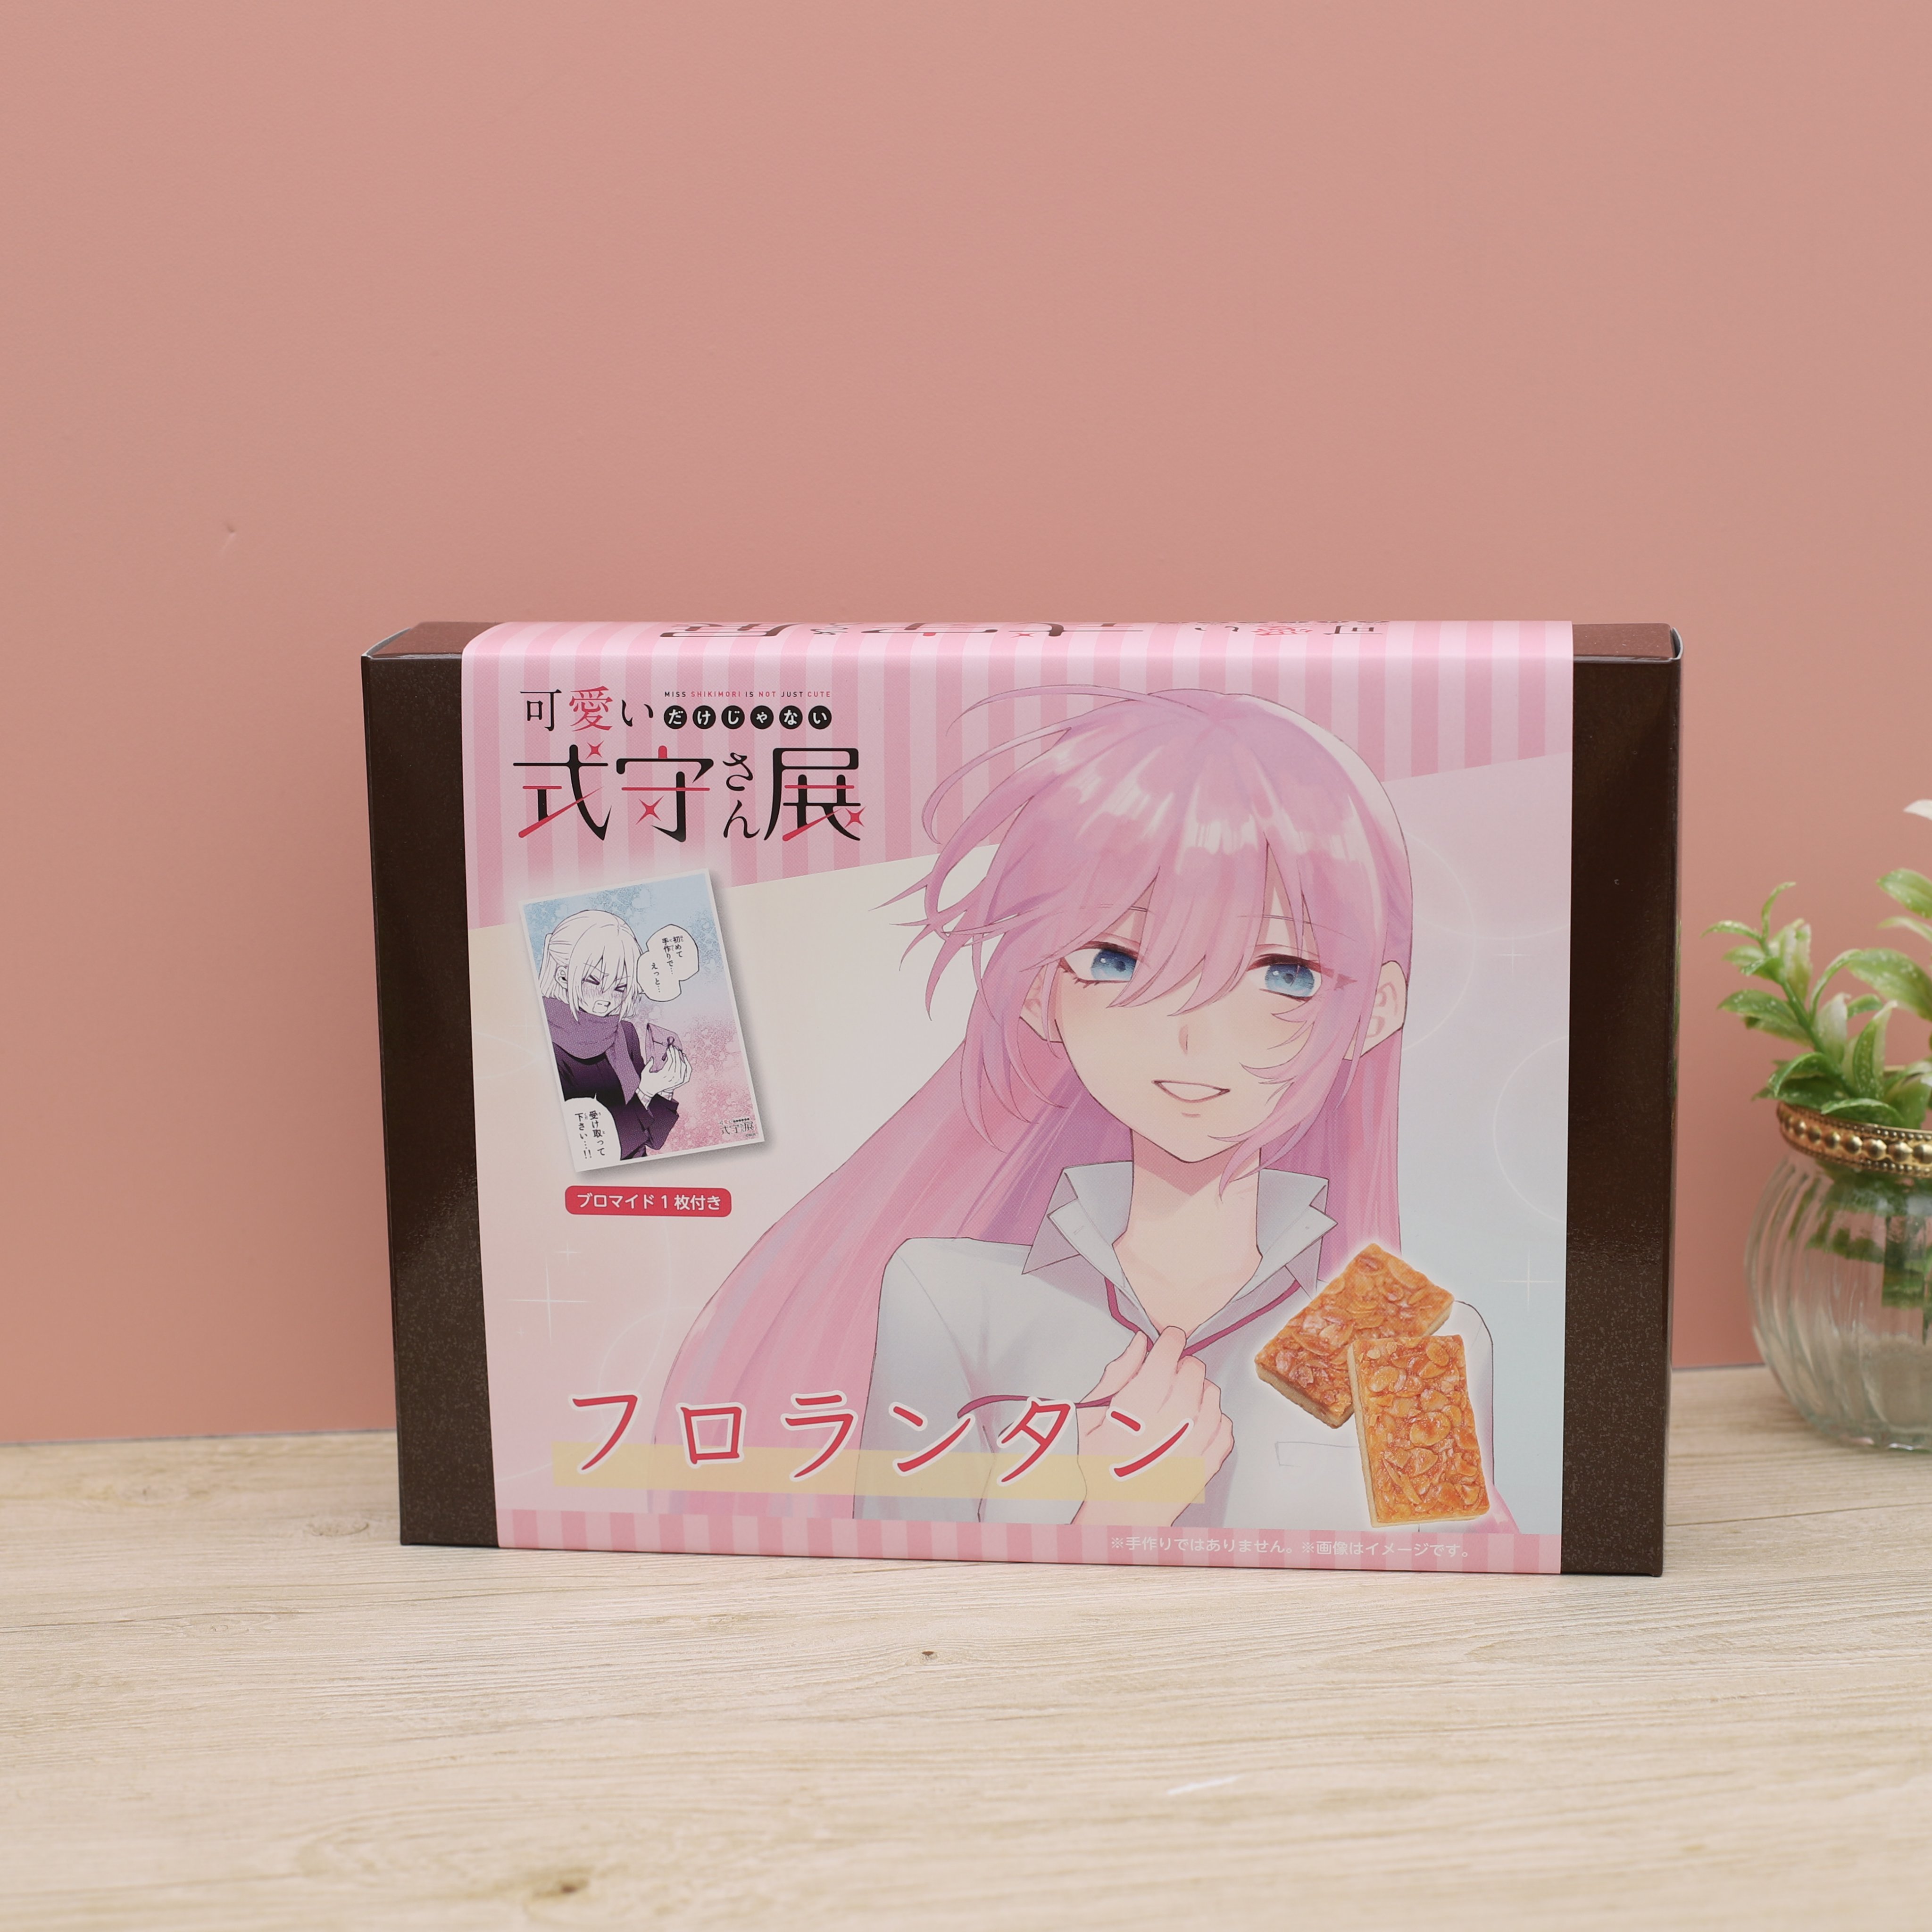 可愛い
MISS SHIKIMORI IS NOT JUST CUTE
だけじゃない
式守さん展
初めて
手作りで…
えっと…
受け取って
下さい…!!
式守さん展
ブロマイド1枚付き
フロランタン
※手作りではありません。※画像はイメージです。